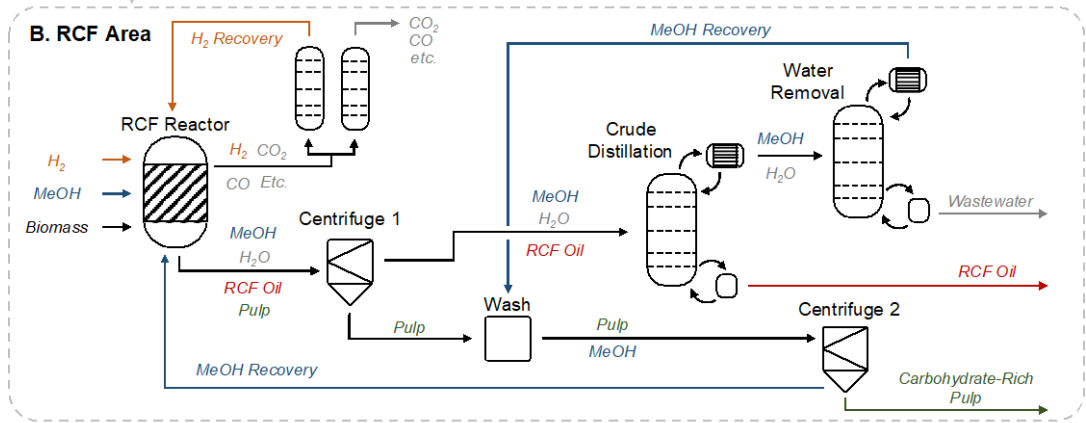 B. RCF Area
H₂ Recovery
CO₂
CO
etc.
MeOH Recovery
Water
Removal
RCF Reactor
Crude
Distillation
H₂
MeOH
Biomass
H₂ CO₂
CO Etc.
MeOH
H₂O
Wastewater
Centrifuge 1
MeOH
H₂O
RCF Oil
Pulp
MeOH
H₂O
RCF Oil
RCF Oil
Pulp
Wash
Pulp
MeOH
Centrifuge 2
MeOH Recovery
Carbohydrate-Rich
Pulp